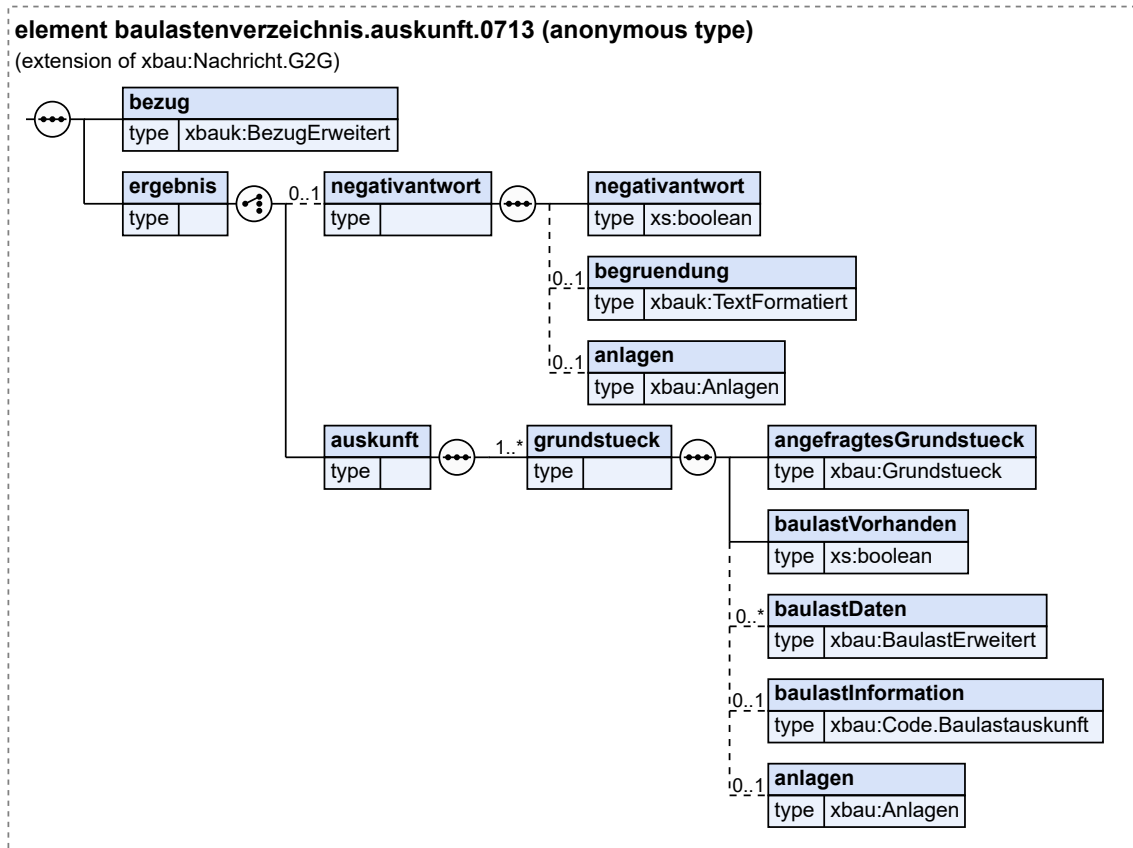 element baulastenverzeichnis.auskunft.0713 (anonymous type)
(extension of xbau:Nachricht.G2G)
bezug
type xbauk:BezugErweitert
ergebnis
type
0..1
negativantwort
type
negativantwort
type xs:boolean
0..1
begruendung
type xbauk:TextFormatiert
0..1
anlagen
type xbau:Anlagen
auskunft
type
1..*
grundstueck
type
angefragtesGrundstueck
type xbau:Grundstueck
baulastVorhanden
type xs:boolean
0..*
baulastDaten
type xbau:BaulastErweitert
0..1
baulastInformation
type xbau:Code.Baulastauskunft
0..1
anlagen
type xbau:Anlagen